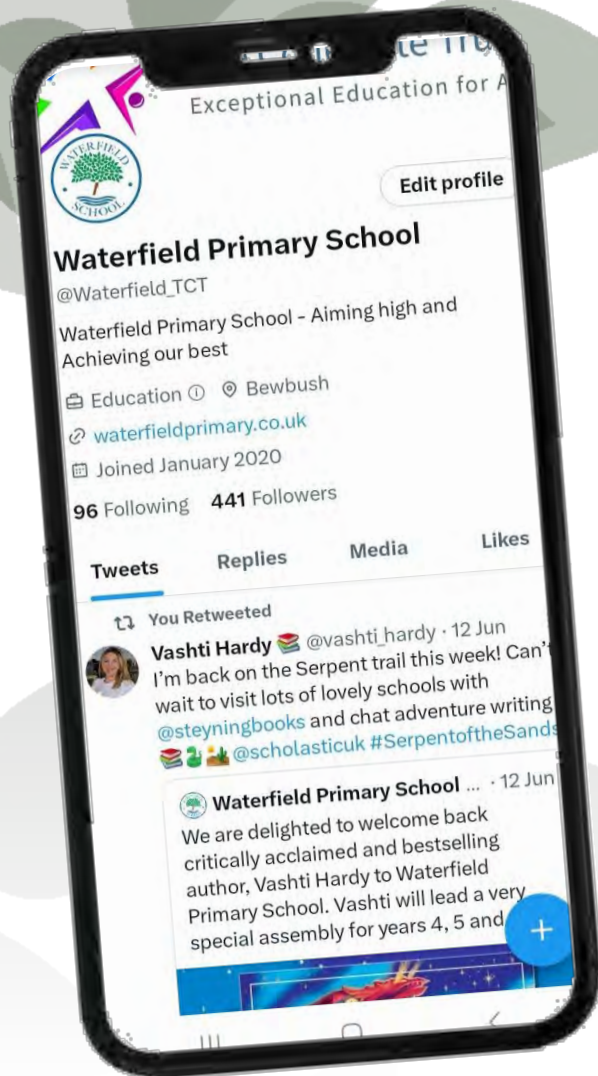 Exceptional Education for A
WATERFIELD
SCHOOL
Edit profile
Waterfield Primary School
@Waterfield_TCT
Waterfield Primary School - Aiming high and
Achieving our best
Education Bewbush
waterfieldprimary.co.uk
Joined January 2020
96 Following 441 Followers
Tweets Replies Media Likes
You Retweeted
Vashti Hardy 📚 @vashti_hardy · 12 Jun
I'm back on the Serpent trail this week! Can't
wait to visit lots of lovely schools with
@steyningbooks and chat adventure writing
📚🐍🏜️ @scholasticuk #SerpentoftheSands
Waterfield Primary School ... · 12 Jun
We are delighted to welcome back
critically acclaimed and bestselling
author, Vashti Hardy to Waterfield
Primary School. Vashti will lead a very
special assembly for years 4, 5 and